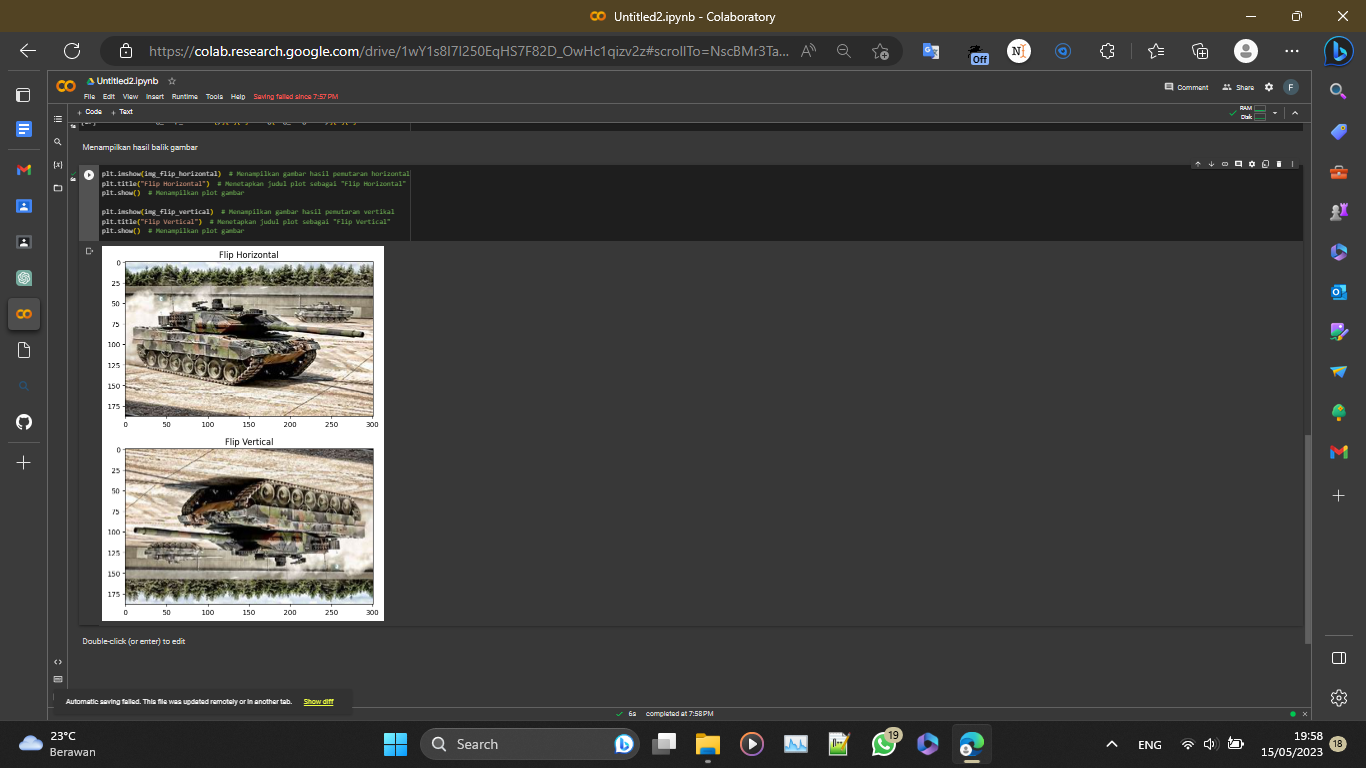 Untitled2.ipynb - Colaboratory
https://colab.research.google.com/drive/1wY1s8I7I250EqHS7F82D_OwHc1qizv2z#scrollTo=NscBMr3Ta...
Off
Untitled2.ipynb
Comment
Share
F
File Edit View Insert Runtime Tools Help Saving failed since 7:57 PM
+ Code + Text
RAM
Disk
Menampilkan hasil balik gambar
6s
plt.imshow(img_flip_horizontal) # Menampilkan gambar hasil pemutaran horizontal
plt.title("Flip Horizontal") # Menetapkan judul plot sebagai "Flip Horizontal"
plt.show() # Menampilkan plot gambar
plt.imshow(img_flip_vertical) # Menampilkan gambar hasil pemutaran vertikal
plt.title("Flip Vertical") # Menetapkan judul plot sebagai "Flip Vertical"
plt.show() # Menampilkan plot gambar
Flip Horizontal
0
25
50
75
100
125
150
175
0 50 100 150 200 250 300
Flip Vertical
0
25
50
75
100
125
150
175
0 50 100 150 200 250 300
Double-click (or enter) to edit
Automatic saving failed. This file was updated remotely or in another tab. Show diff
6s completed at 7:58 PM
23°C
Berawan
Search
19
ENG
19:58
15/05/2023
18